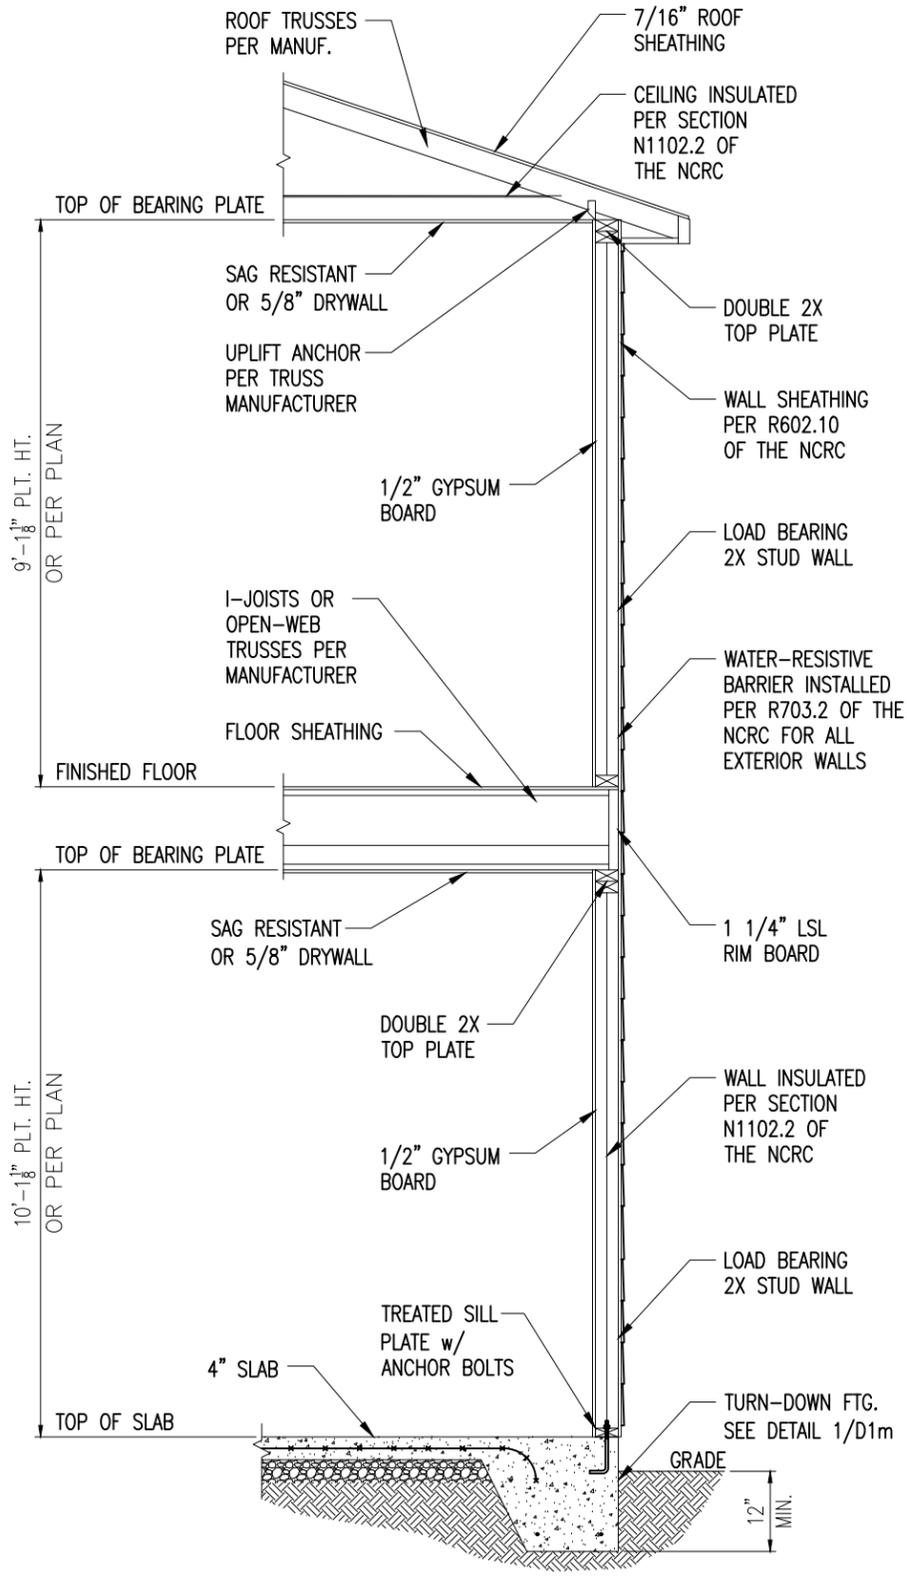 ROOF TRUSSES
PER MANUF.
7/16" ROOF
SHEATHING
CEILING INSULATED
PER SECTION
N1102.2 OF
THE NCRC
TOP OF BEARING PLATE
SAG RESISTANT
OR 5/8" DRYWALL
DOUBLE 2X
TOP PLATE
UPLIFT ANCHOR
PER TRUSS
MANUFACTURER
WALL SHEATHING
PER R602.10
OF THE NCRC
9'-1 1/8" PLT. HT.
OR PER PLAN
1/2" GYPSUM
BOARD
LOAD BEARING
2X STUD WALL
I-JOISTS OR
OPEN-WEB
TRUSSES PER
MANUFACTURER
WATER-RESISTIVE
BARRIER INSTALLED
PER R703.2 OF THE
NCRC FOR ALL
EXTERIOR WALLS
FLOOR SHEATHING
FINISHED FLOOR
TOP OF BEARING PLATE
SAG RESISTANT
OR 5/8" DRYWALL
1 1/4" LSL
RIM BOARD
DOUBLE 2X
TOP PLATE
10'-1 1/8" PLT. HT.
OR PER PLAN
WALL INSULATED
PER SECTION
N1102.2 OF
THE NCRC
1/2" GYPSUM
BOARD
LOAD BEARING
2X STUD WALL
TREATED SILL
PLATE w/
ANCHOR BOLTS
4" SLAB
TOP OF SLAB
TURN-DOWN FTG.
SEE DETAIL 1/D1m
GRADE
12"
MIN.